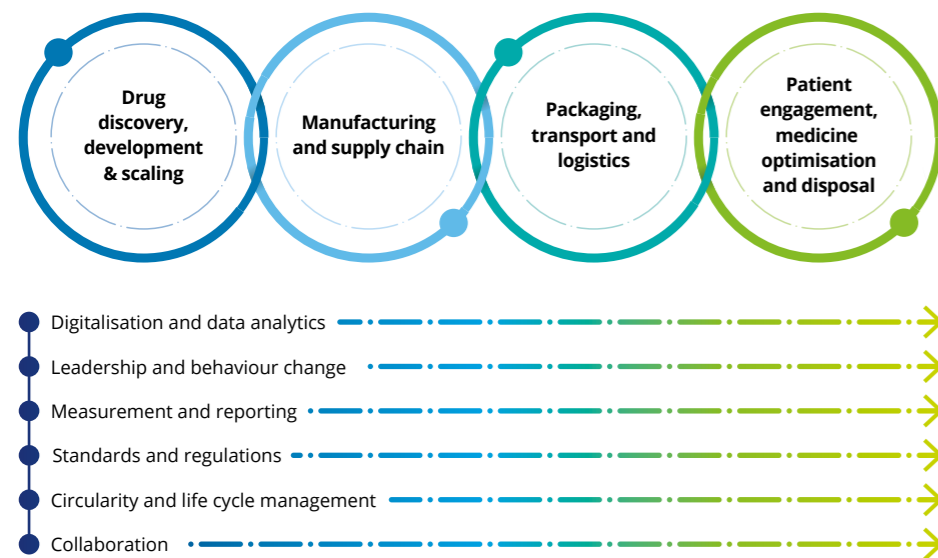 Drug
discovery,
development
& scaling
Manufacturing
and supply chain
Packaging,
transport and
logistics
Patient
engagement,
medicine
optimisation
and disposal
Digitalisation and data analytics
Leadership and behaviour change
Measurement and reporting
Standards and regulations
Circularity and life cycle management
Collaboration